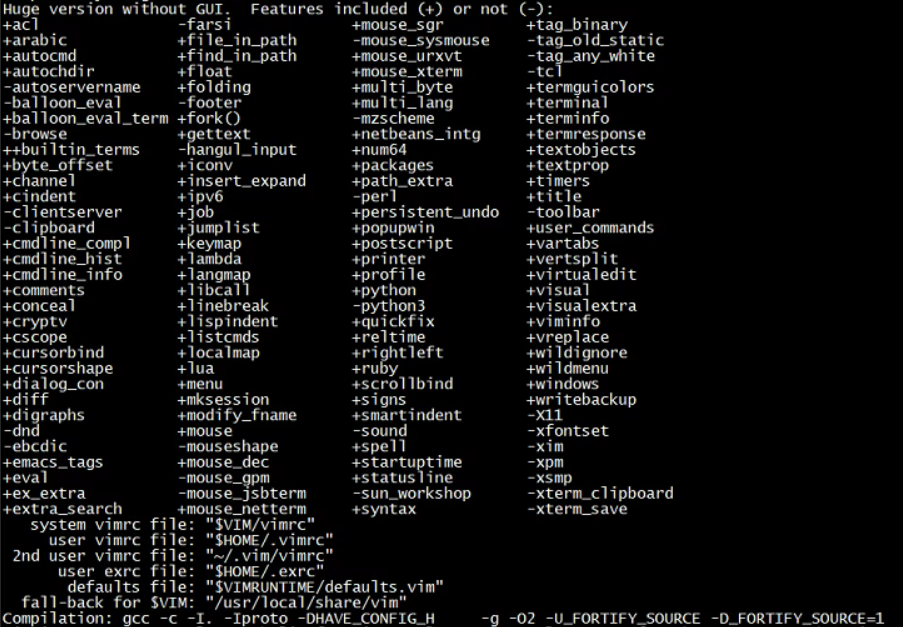 Huge version without GUI.  Features included (+) or not (-):
+acl               -farsi             +mouse_sgr         +tag_binary
+arabic            +file_in_path      -mouse_sysmouse    -tag_old_static
+autocmd           +find_in_path      +mouse_urxvt       -tag_any_white
+autochdir         +float             +mouse_xterm       -tcl
-autoservername    +folding           +multi_byte        +termguicolors
-balloon_eval      -footer            +multi_lang        +terminal
+balloon_eval_term +fork()            -mzscheme          +terminfo
-browse            +gettext           +netbeans_intg     +termresponse
++builtin_terms    -hangul_input      +num64             +textobjects
+byte_offset       +iconv             +packages          +textprop
+channel           +insert_expand     +path_extra        +timers
+cindent           +ipv6              -perl              +title
-clientserver      +job               +persistent_undo   -toolbar
-clipboard         +jumplist          +popupwin          +user_commands
+cmdline_compl     +keymap            +postscript        +vartabs
+cmdline_hist      +lambda            +printer           +vertsplit
+cmdline_info      +langmap           +profile           +virtualedit
+comments          +libcall           +python            +visual
+conceal           +linebreak         -python3           +visualextra
+cryptv            +lispindent        +quickfix          +viminfo
+cscope            +listcmds          +reltime           +vreplace
+cursorbind        +localmap          +rightleft         +wildignore
+cursorshape       +lua               +ruby              +wildmenu
+dialog_con        +menu              +scrollbind        +windows
+diff              +mksession         +signs             +writebackup
+digraphs          +modify_fname      +smartindent       -X11
-dnd               +mouse             -sound             -xfontset
-ebcdic            -mouseshape        +spell             -xim
+emacs_tags        +mouse_dec         +startuptime       -xpm
+eval              -mouse_gpm         +statusline        -xsmp
+ex_extra          -mouse_jsbterm     -sun_workshop      -xterm_clipboard
+extra_search      +mouse_netterm     +syntax            -xterm_save
   system vimrc file: "$VIM/vimrc"
     user vimrc file: "$HOME/.vimrc"
 2nd user vimrc file: "~/.vim/vimrc"
      user exrc file: "$HOME/.exrc"
       defaults file: "$VIMRUNTIME/defaults.vim"
  fall-back for $VIM: "/usr/local/share/vim"
Compilation: gcc -c -I. -Iproto -DHAVE_CONFIG_H     -g -O2 -U_FORTIFY_SOURCE -D_FORTIFY_SOURCE=1